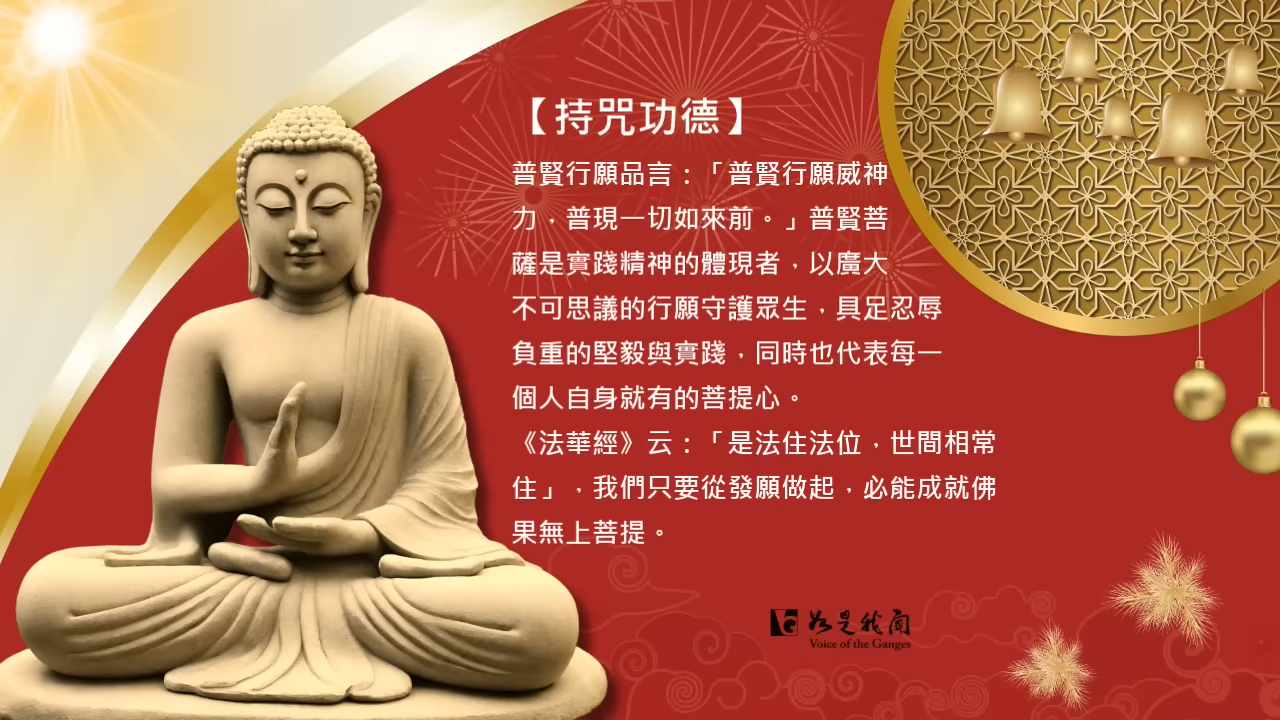 【持咒功德】
普賢行願品言：「普賢行願威神
力，普現一切如來前。」普賢菩
薩是實踐精神的體現者，以廣大
不可思議的行願守護眾生，具足忍辱
負重的堅毅與實踐，同時也代表每一
個人自身就有的菩提心。
《法華經》云：「是法住法位，世間相常
住」，我們只要從發願做起，必能成就佛
果無上菩提。
如是我聞
Voice of the Ganges